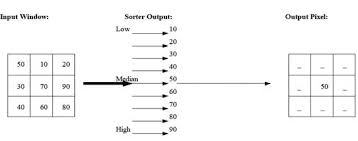 Input Window: Sorter Output: Output Pixel:
Low 10
20
30
40
Median 50
60
70
80
High 90
50 10 20
30 70 90
40 60 80
_ _ _
_ 50 _
_ _ _